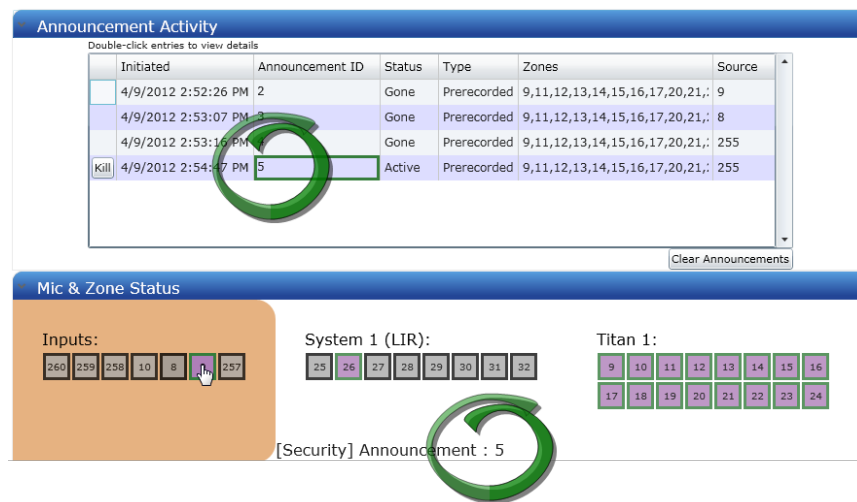 Announcement Activity
Double-click entries to view details
Initiated Announcement ID Status Type Zones Source
4/9/2012 2:52:26 PM 2 Gone Prerecorded 9,11,12,13,14,15,16,17,20,21,: 9
4/9/2012 2:53:07 PM 3 Gone Prerecorded 9,11,12,13,14,15,16,17,20,21,: 8
4/9/2012 2:53:16 PM Gone Prerecorded 9,11,12,13,14,15,16,17,20,21,: 255
Kill 4/9/2012 2:54:47 PM 5 Active Prerecorded 9,11,12,13,14,15,16,17,20,21,: 255
Clear Announcements
Mic & Zone Status
Inputs: System 1 (LIR): Titan 1:
260 259 258 10 8 257 25 26 27 28 29 30 31 32 9 10 11 12 13 14 15 16
17 18 19 20 21 22 23 24
[Security] Announcement : 5